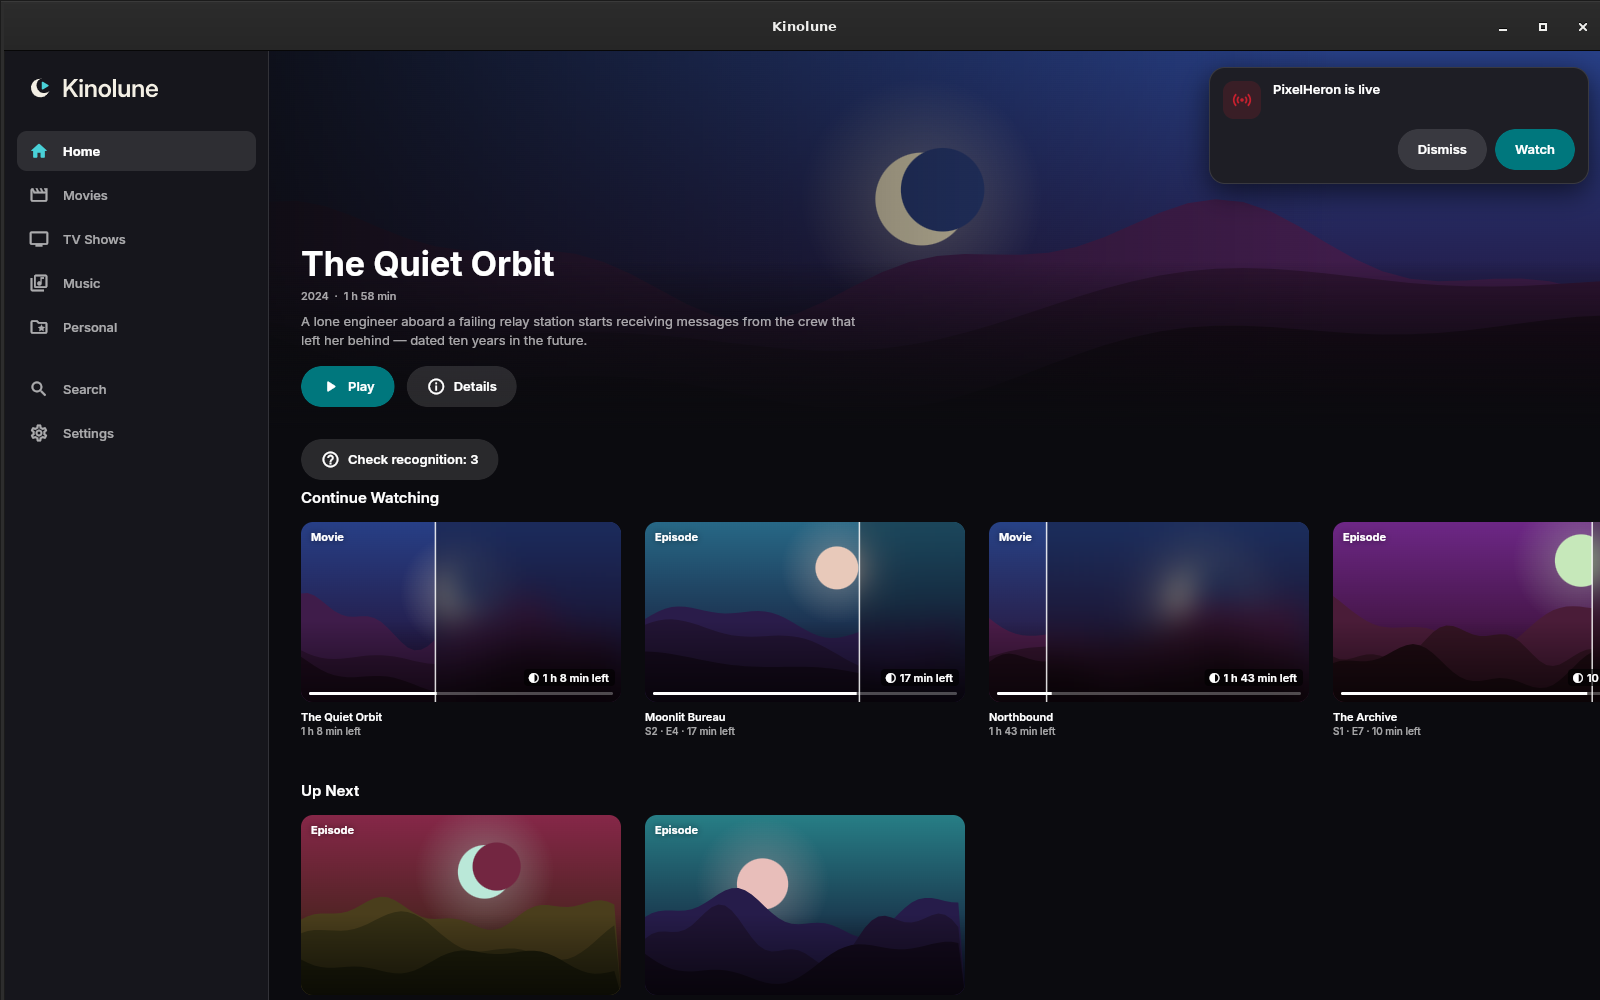 Kinolune
Kinolune
Home
Movies
TV Shows
Music
Personal
Search
Settings
PixelHeron is live
Dismiss
Watch
The Quiet Orbit
2024 · 1 h 58 min
A lone engineer aboard a failing relay station starts receiving messages from the crew that
left her behind — dated ten years in the future.
Play
Details
Check recognition: 3
Continue Watching
Movie
1 h 8 min left
The Quiet Orbit
1 h 8 min left
Episode
17 min left
Moonlit Bureau
S2 · E4 · 17 min left
Movie
1 h 43 min left
Northbound
1 h 43 min left
Episode
10
The Archive
S1 · E7 · 10 min left
Up Next
Episode
Episode